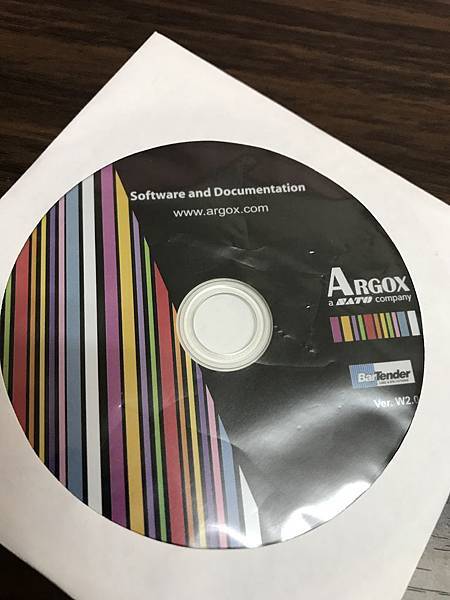 Software and Documentation
www.argox.com
ARGOX
a SATO company
BarTender
Ver. W2.0